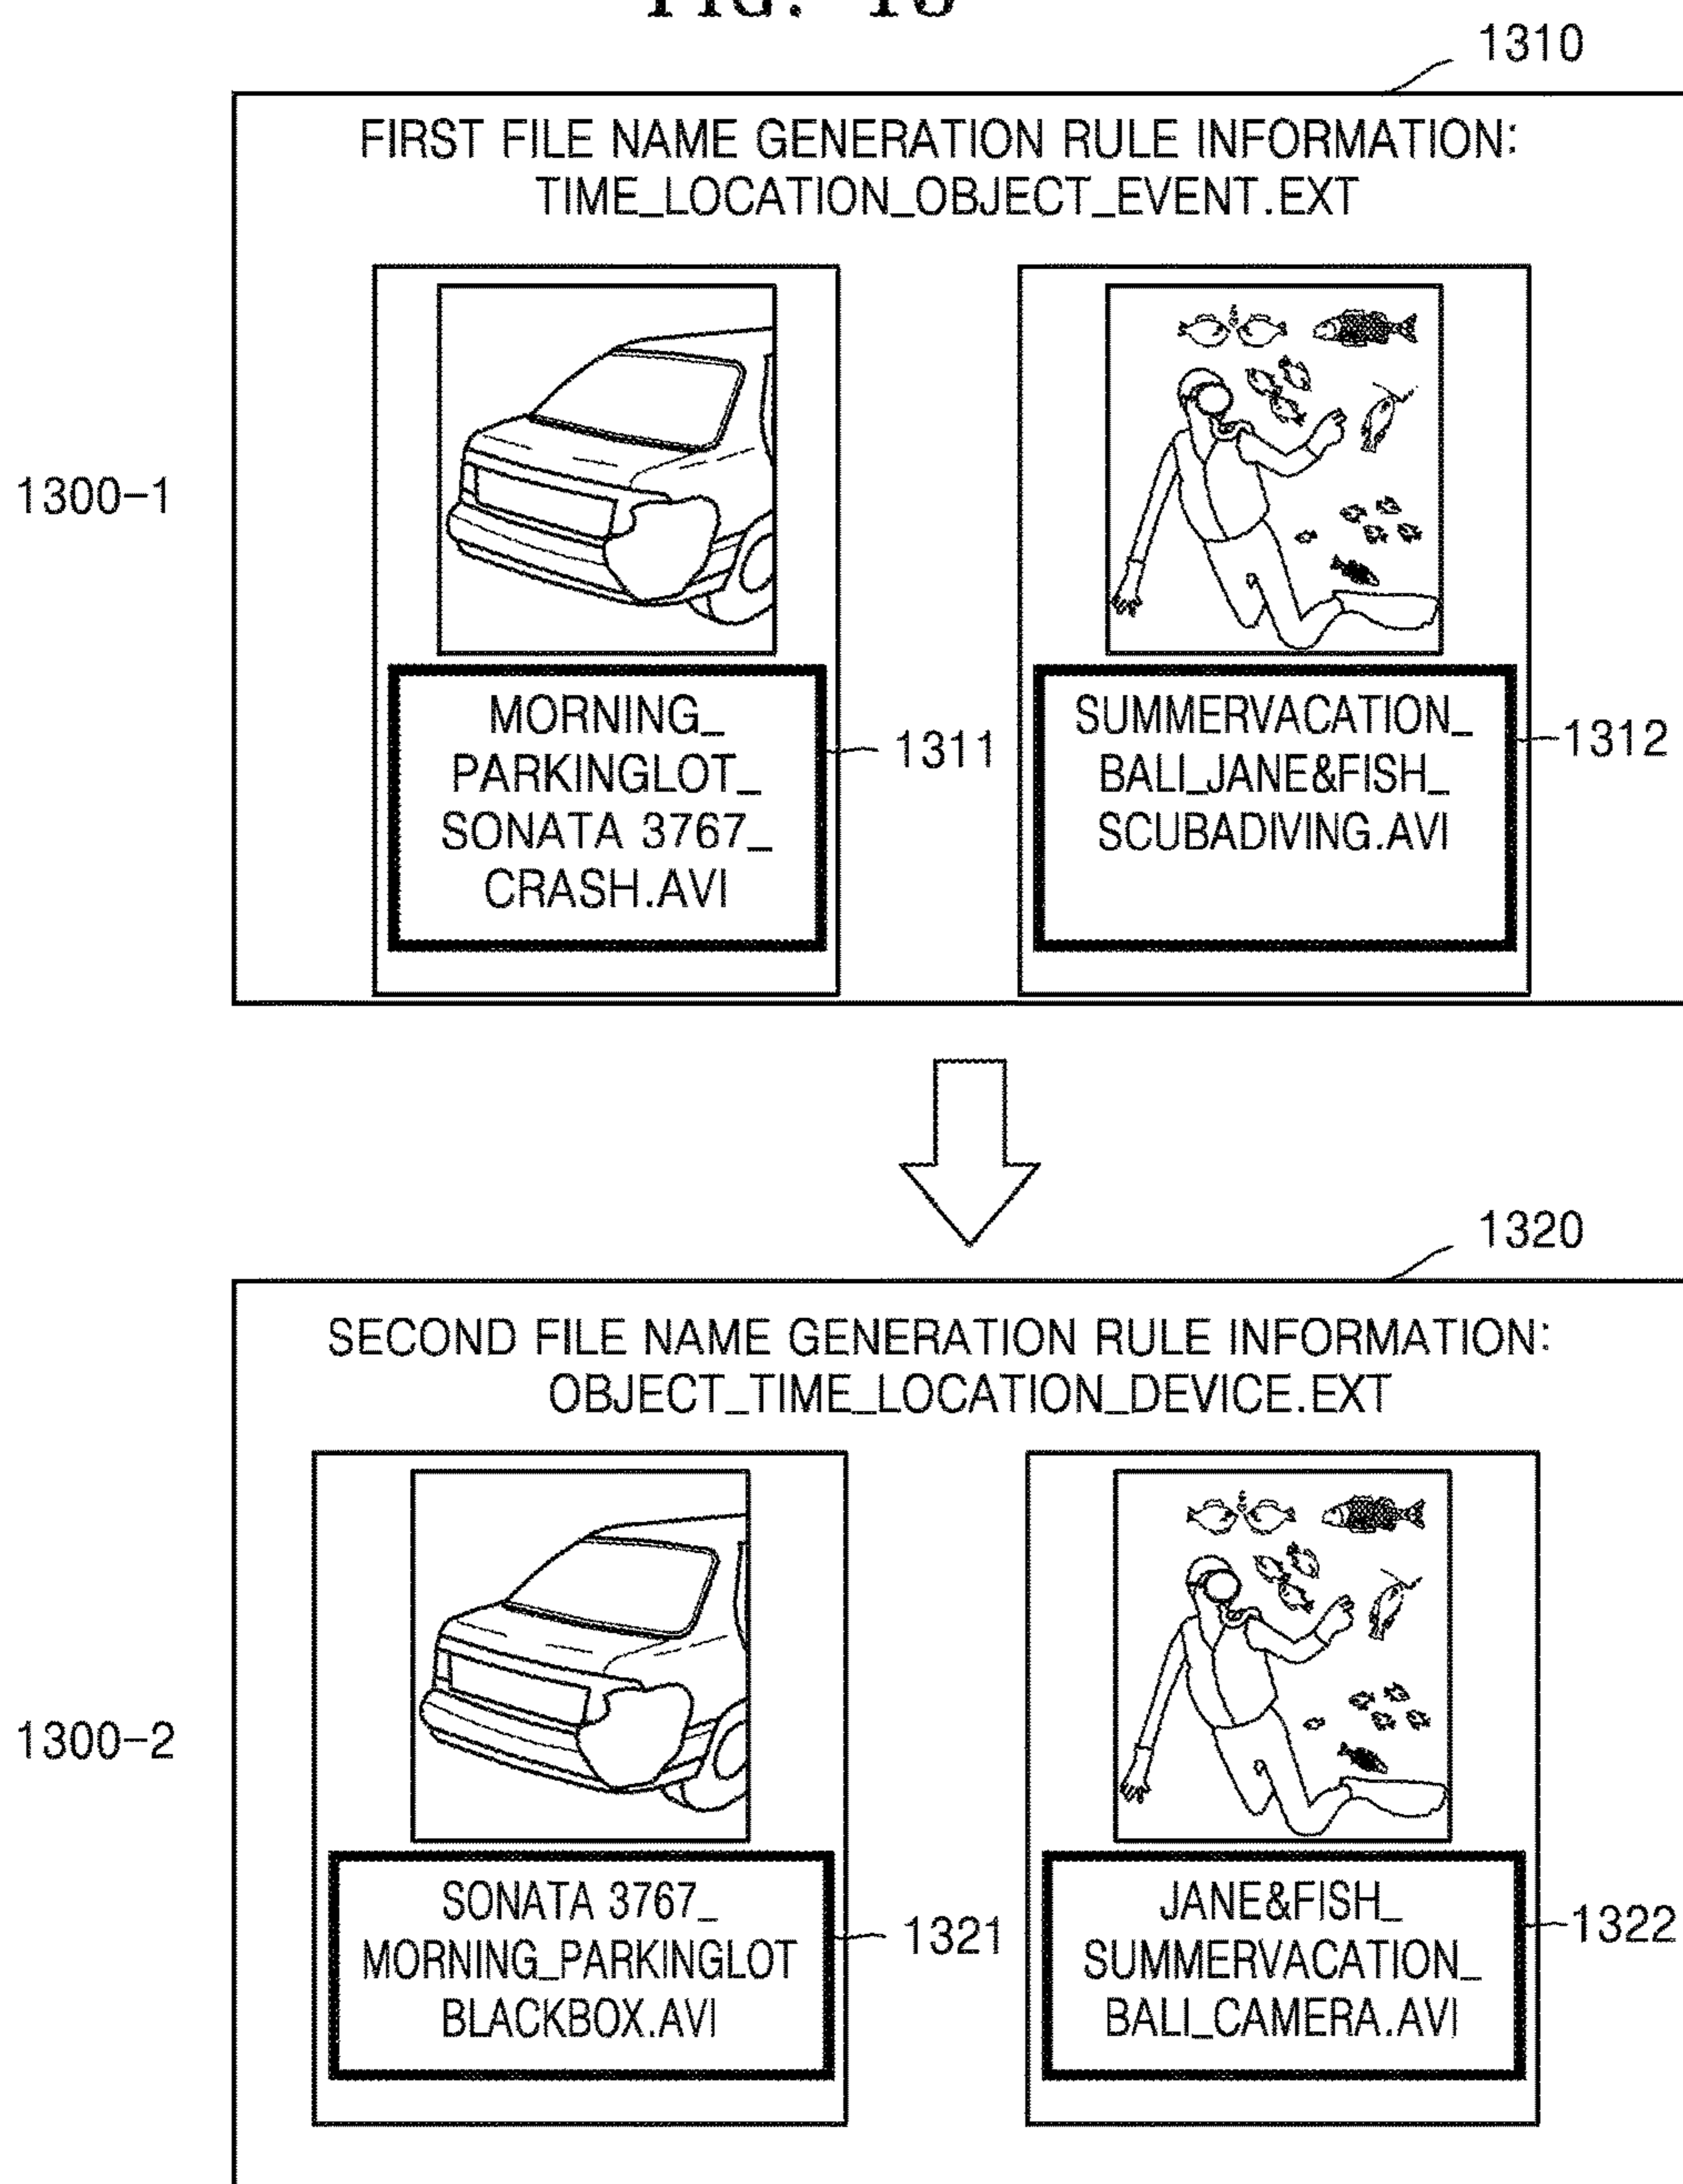 1310
FIRST FILE NAME GENERATION RULE INFORMATION:
TIME_LOCATION_OBJECT_EVENT.EXT
1300-1
MORNING_
PARKINGLOT_
SONATA 3767_
CRASH.AVI
1311
SUMMERVACATION_
BALI_JANE&FISH_
SCUBADIVING.AVI
1312
1320
SECOND FILE NAME GENERATION RULE INFORMATION:
OBJECT_TIME_LOCATION_DEVICE.EXT
1300-2
SONATA 3767_
MORNING_PARKINGLOT
BLACKBOX.AVI
1321
JANE&FISH_
SUMMERVACATION_
BALI_CAMERA.AVI
1322